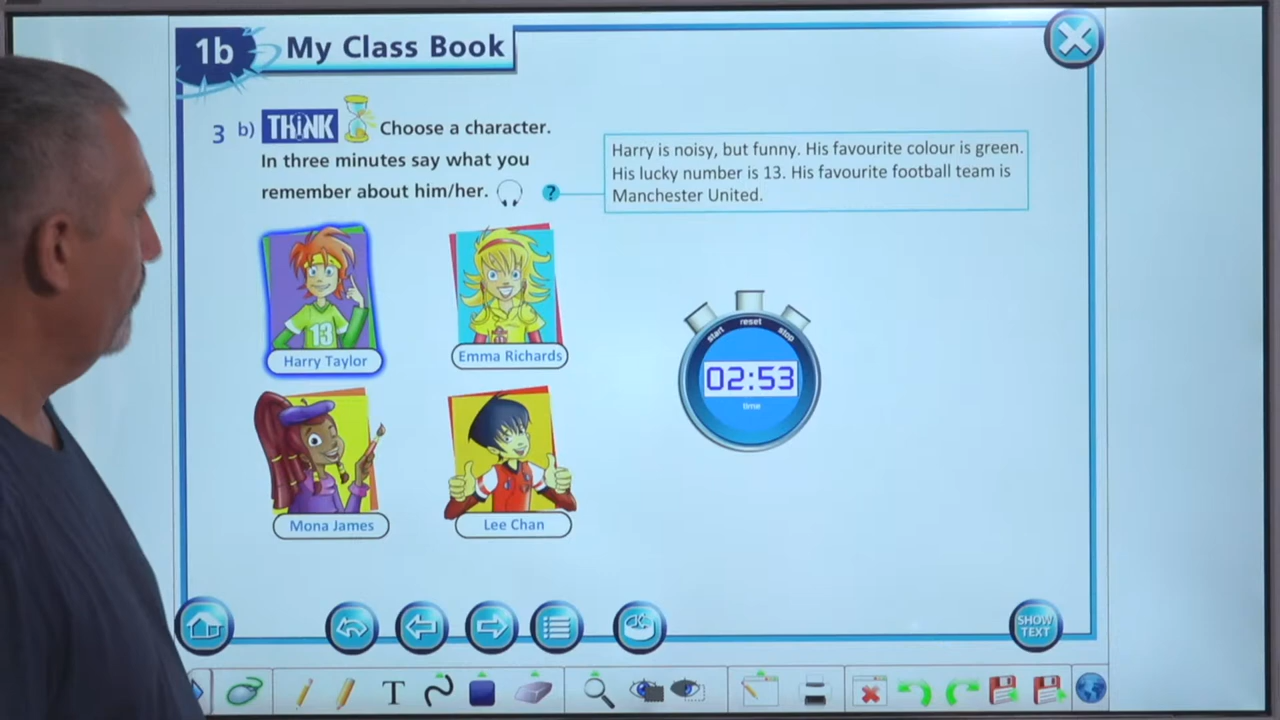 1b My Class Book
3 b) THINK Choose a character.
In three minutes say what you
remember about him/her.
?
Harry is noisy, but funny. His favourite colour is green.
His lucky number is 13. His favourite football team is
Manchester United.
13
Harry Taylor
Emma Richards
start reset stop
02:53
time
Mona James
Lee Chan
SHOW
TEXT
T